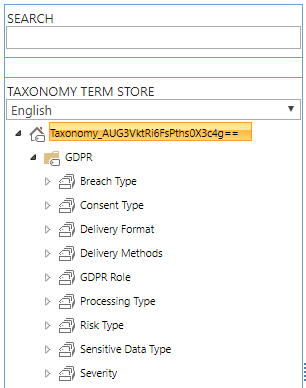 SEARCH
TAXONOMY TERM STORE
English
Taxonomy_AUG3VktRi6FsPths0X3c4g==
GDPR
Breach Type
Consent Type
Delivery Format
Delivery Methods
GDPR Role
Processing Type
Risk Type
Sensitive Data Type
Severity